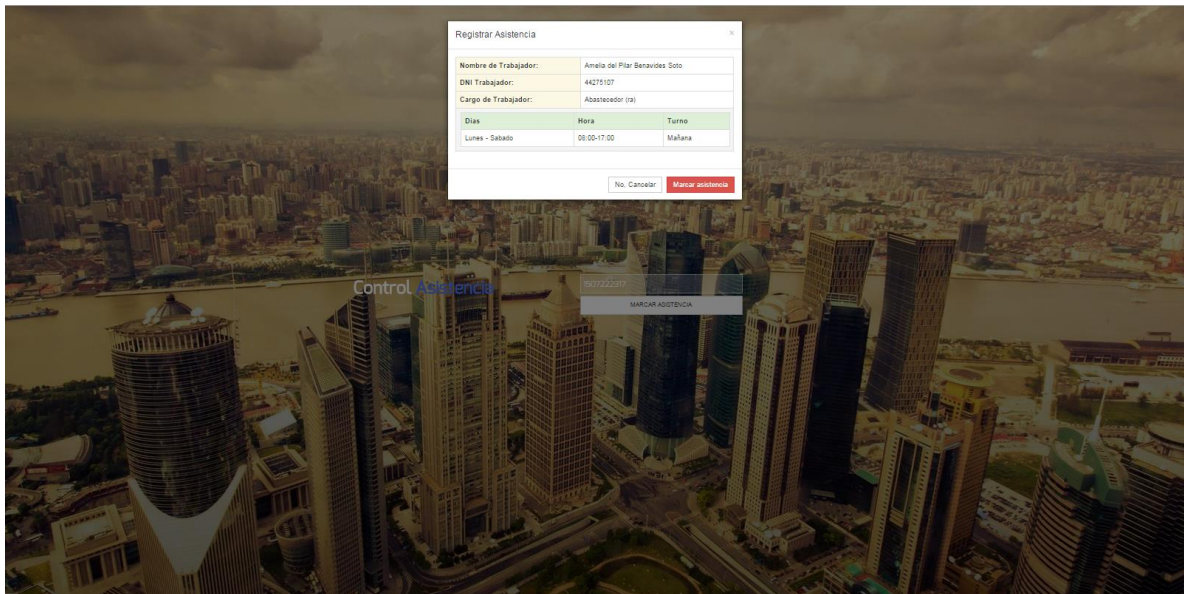 Registrar Asistencia ×
Nombre de Trabajador: Amelia del Pilar Benavides Soto
DNI Trabajador: 44275107
Cargo de Trabajador: Abastecedor (ra)
Dias Hora Turno
Lunes - Sabado 08:00-17:00 Mañana
No, Cancelar Marcar asistencia
Control Asistencia
1507222917
MARCAR ASISTENCIA